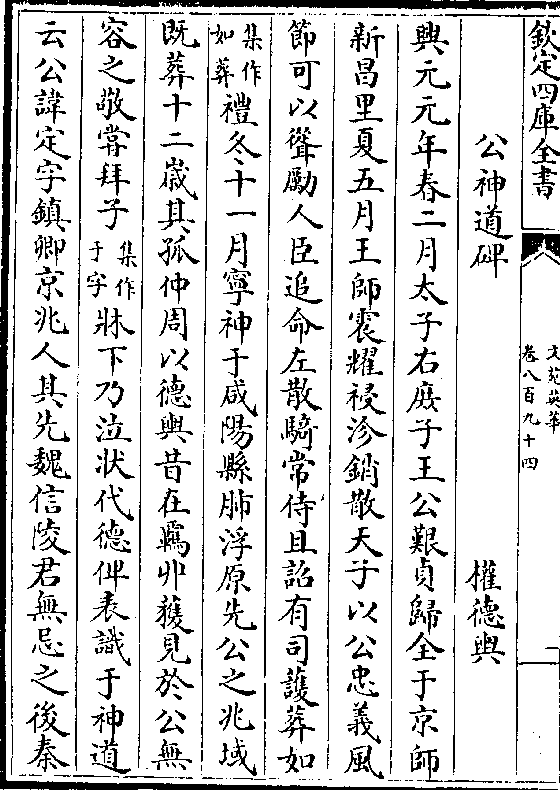 欽定四庫全書
文苑英華
卷八百九十四
公神道碑 權德輿
興元元年春二月太子右庶子王公艱貞歸全于京師
新昌里夏五月王師震耀祲沴銷散天子以公忠義風
節可以聳勵人臣追命左散騎常侍且詔有司護葬如
集作
如葬
禮冬十一月寧神于咸陽縣肺浮原先公之兆域
既葬十二歲其孤仲周以德輿昔在羈丱獲見於公無
容之敬嘗拜子
集作
于字
牀下乃泣狀代德俾表識于神道
云公諱定字鎮卿京兆人其先魏信陵君無忌之後秦